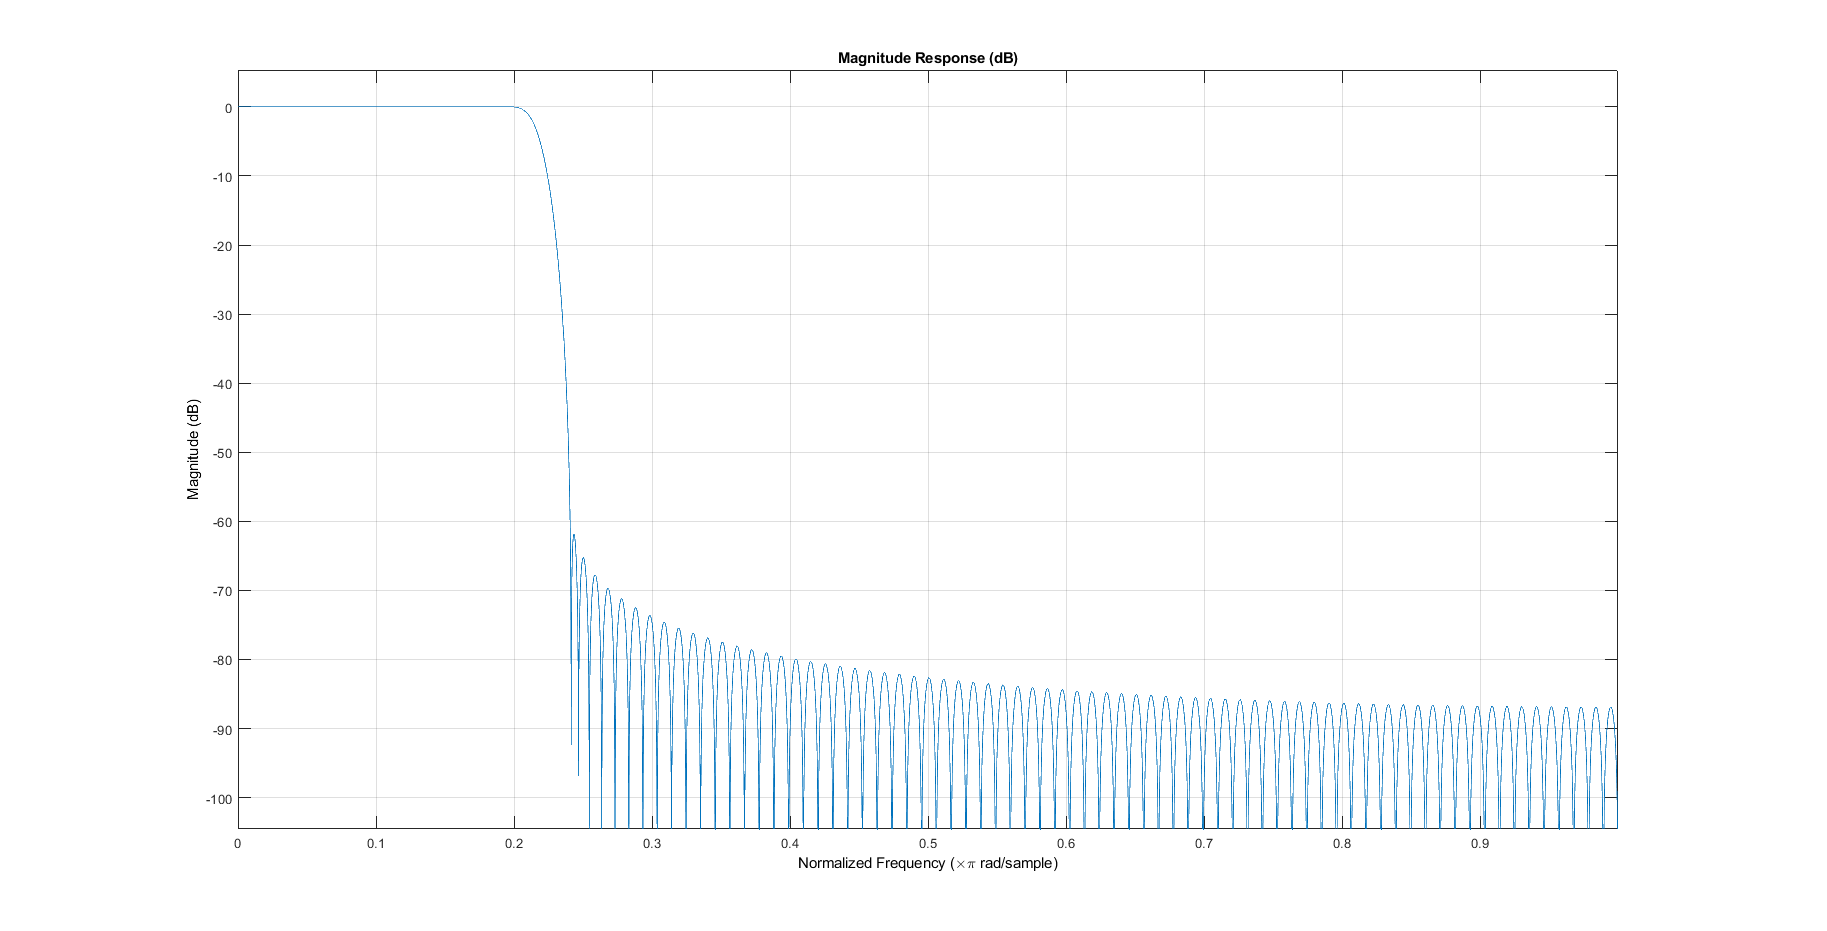 Magnitude Response (dB)
0
-10
-20
-30
-40
-50
-60
-70
-80
-90
-100
Magnitude (dB)
0 0.1 0.2 0.3 0.4 0.5 0.6 0.7 0.8 0.9
Normalized Frequency (×π rad/sample)